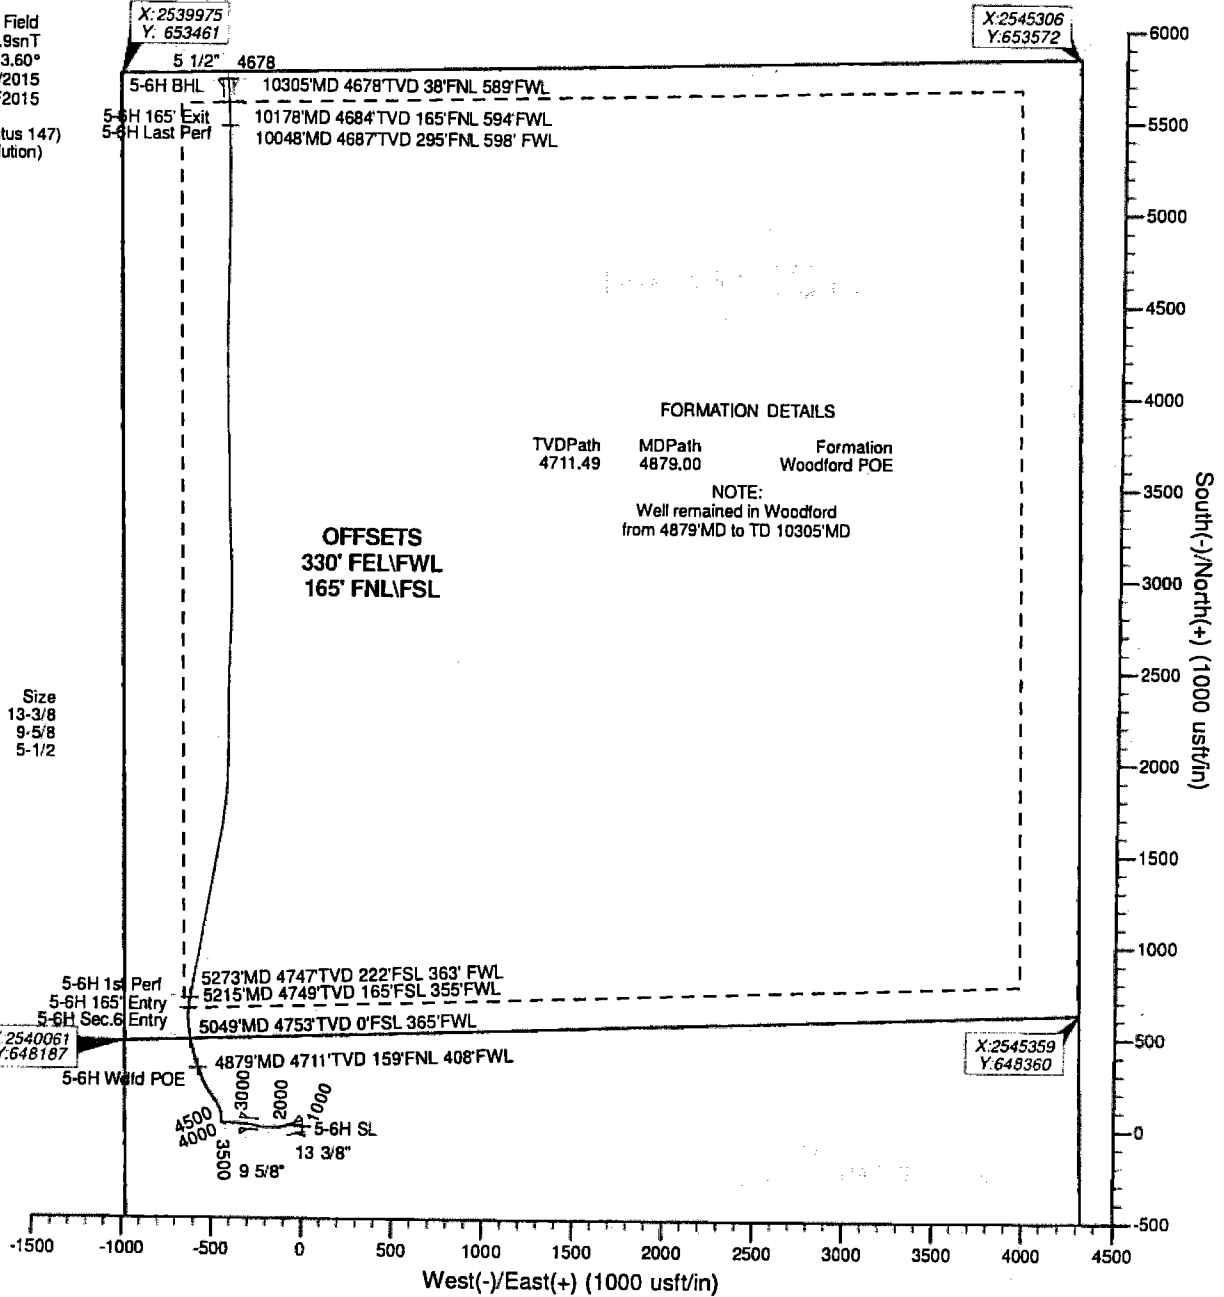 Field
.9snT
3.60°
/2015
F2015
tus 147)
lution)
X:2539975
Y: 653461
X:2545306
Y:653572
5 1/2" 4678
5-6H BHL 10305'MD 4678'TVD 38'FNL 589'FWL
5-6H 165' Exit 10178'MD 4684'TVD 165'FNL 594'FWL
5-6H Last Perf 10048'MD 4687'TVD 295'FNL 598' FWL
6000
5500
5000
4500
4000
3500
3000
2500
2000
1500
1000
500
0
-500
South(-)/North(+) (1000 usft/in)
FORMATION DETAILS
TVDPath MDPath Formation
4711.49 4879.00 Woodford POE
NOTE:
Well remained in Woodford
from 4879'MD to TD 10305'MD
OFFSETS
330' FEL\FWL
165' FNL\FSL
Size
13-3/8
9-5/8
5-1/2
5-6H 1st Perf 5273'MD 4747'TVD 222'FSL 363' FWL
5-6H 165' Entry 5215'MD 4749'TVD 165'FSL 355'FWL
5-6H Sec.6 Entry 5049'MD 4753'TVD 0'FSL 365'FWL
:2540061
Y:648187
X:2545359
Y:648360
5-6H Wdfd POE 4879'MD 4711'TVD 159'FNL 408'FWL
4500
4000
3500
3000
2000
1000
5-6H SL
13 3/8"
9 5/8"
-1500 -1000 -500 0 500 1000 1500 2000 2500 3000 3500 4000 4500
West(-)/East(+) (1000 usft/in)